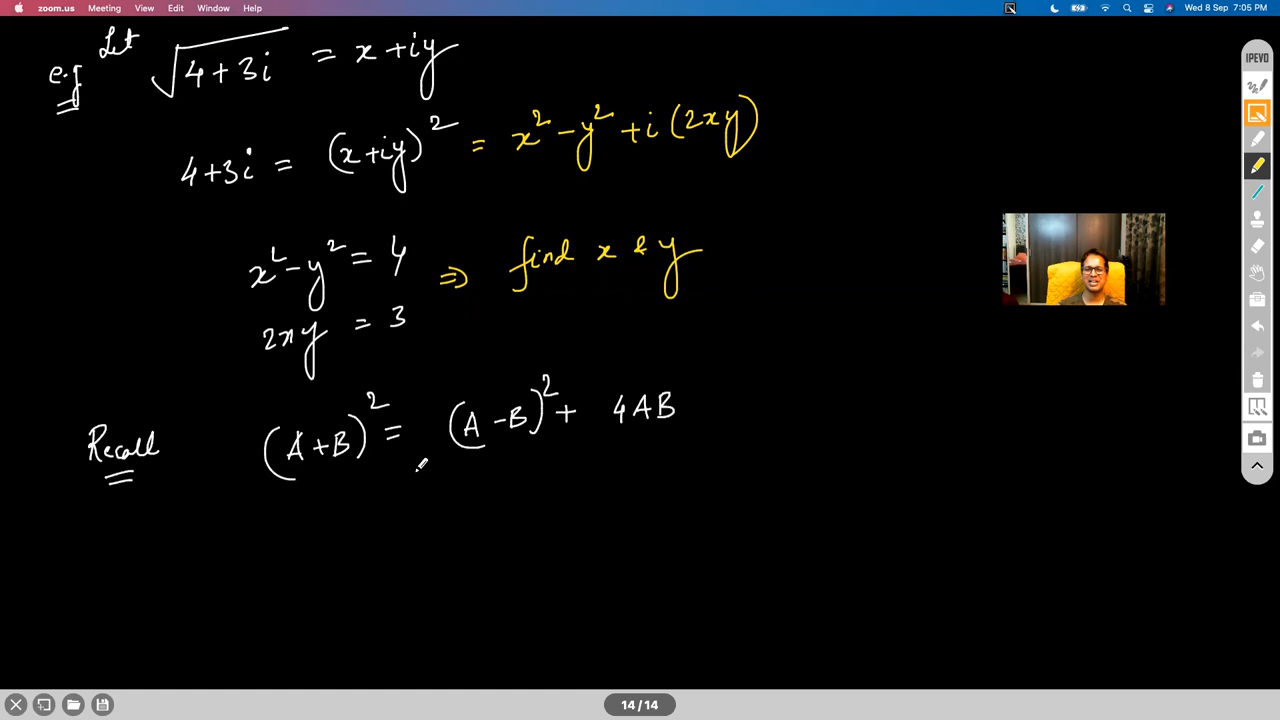 zoom.us Meeting View Edit Window Help Wed 8 Sep 7:05 PM
e.g Let √(4+3i) = x+iy
IPEVO
4+3i = (x+iy)² = x²-y²+i(2xy)
x²-y² = 4 ⇒ find x & y
2xy = 3
Recall (A+B)² = (A-B)² + 4AB
14/14